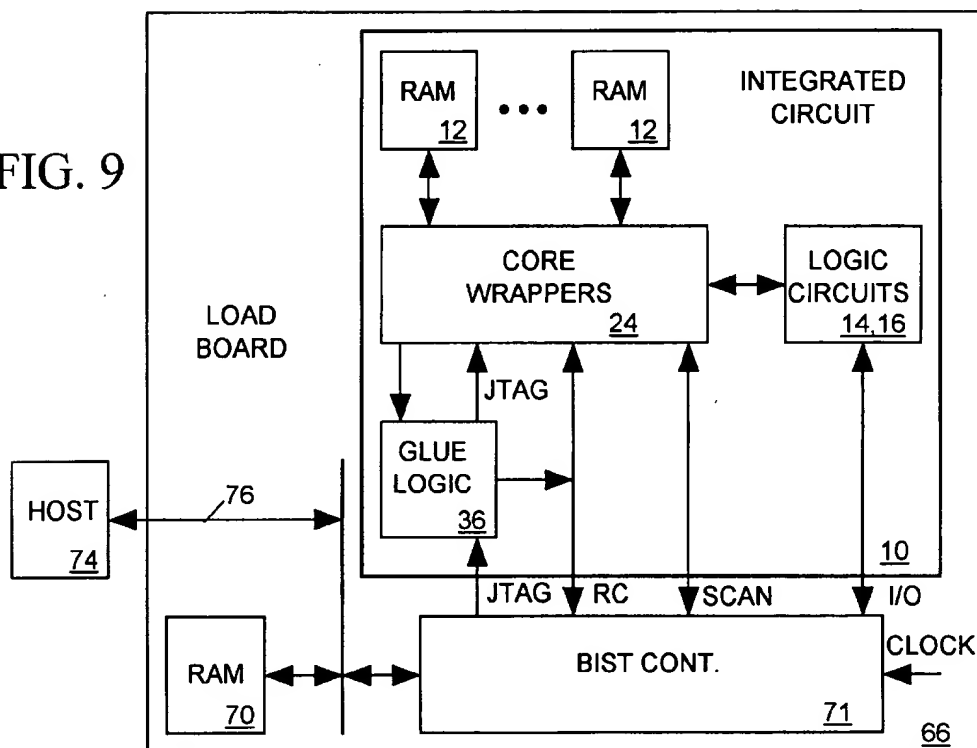 FIG. 9
RAM
12
RAM
12
INTEGRATED
CIRCUIT
CORE
WRAPPERS
24
LOGIC
CIRCUITS
14,16
LOAD
BOARD
JTAG
GLUE
LOGIC
36
HOST
74
76
10
JTAG
RC
SCAN
I/O
RAM
70
BIST CONT.
71
CLOCK
66